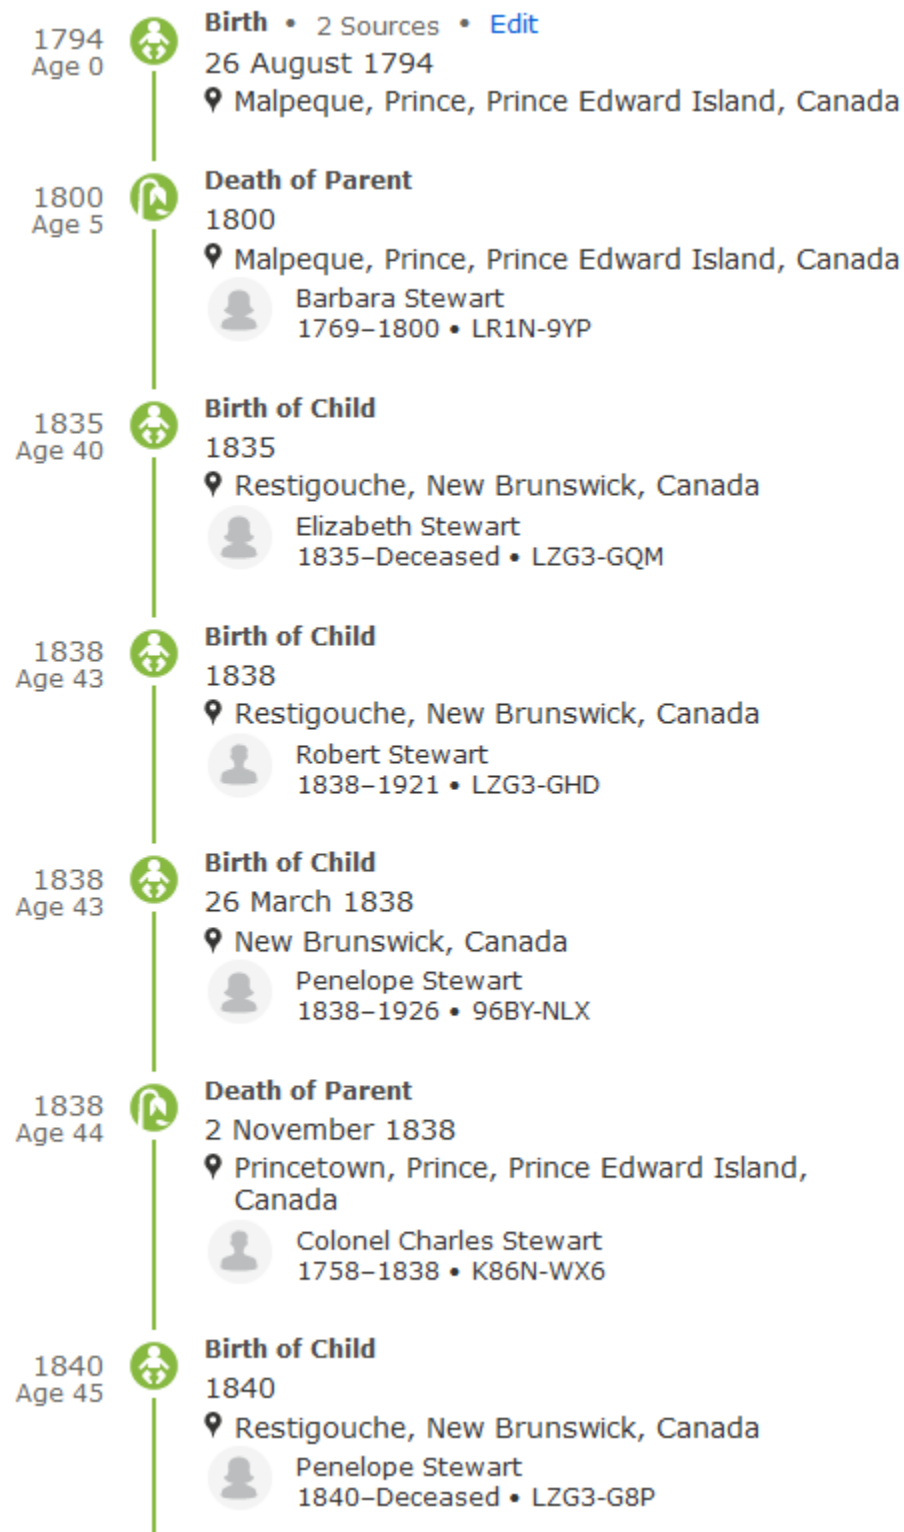 1794
Age 0
Birth • 2 Sources • Edit
26 August 1794
Malpeque, Prince, Prince Edward Island, Canada
1800
Age 5
Death of Parent
1800
Malpeque, Prince, Prince Edward Island, Canada
Barbara Stewart
1769–1800 • LR1N-9YP
1835
Age 40
Birth of Child
1835
Restigouche, New Brunswick, Canada
Elizabeth Stewart
1835–Deceased • LZG3-GQM
1838
Age 43
Birth of Child
1838
Restigouche, New Brunswick, Canada
Robert Stewart
1838–1921 • LZG3-GHD
1838
Age 43
Birth of Child
26 March 1838
New Brunswick, Canada
Penelope Stewart
1838–1926 • 96BY-NLX
1838
Age 44
Death of Parent
2 November 1838
Princetown, Prince, Prince Edward Island,
Canada
Colonel Charles Stewart
1758–1838 • K86N-WX6
1840
Age 45
Birth of Child
1840
Restigouche, New Brunswick, Canada
Penelope Stewart
1840–Deceased • LZG3-G8P